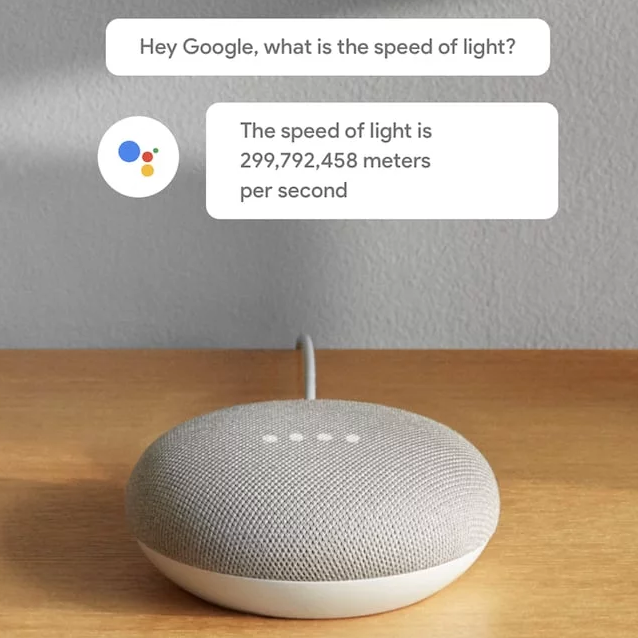 Hey Google, what is the speed of light?
The speed of light is
299,792,458 meters
per second